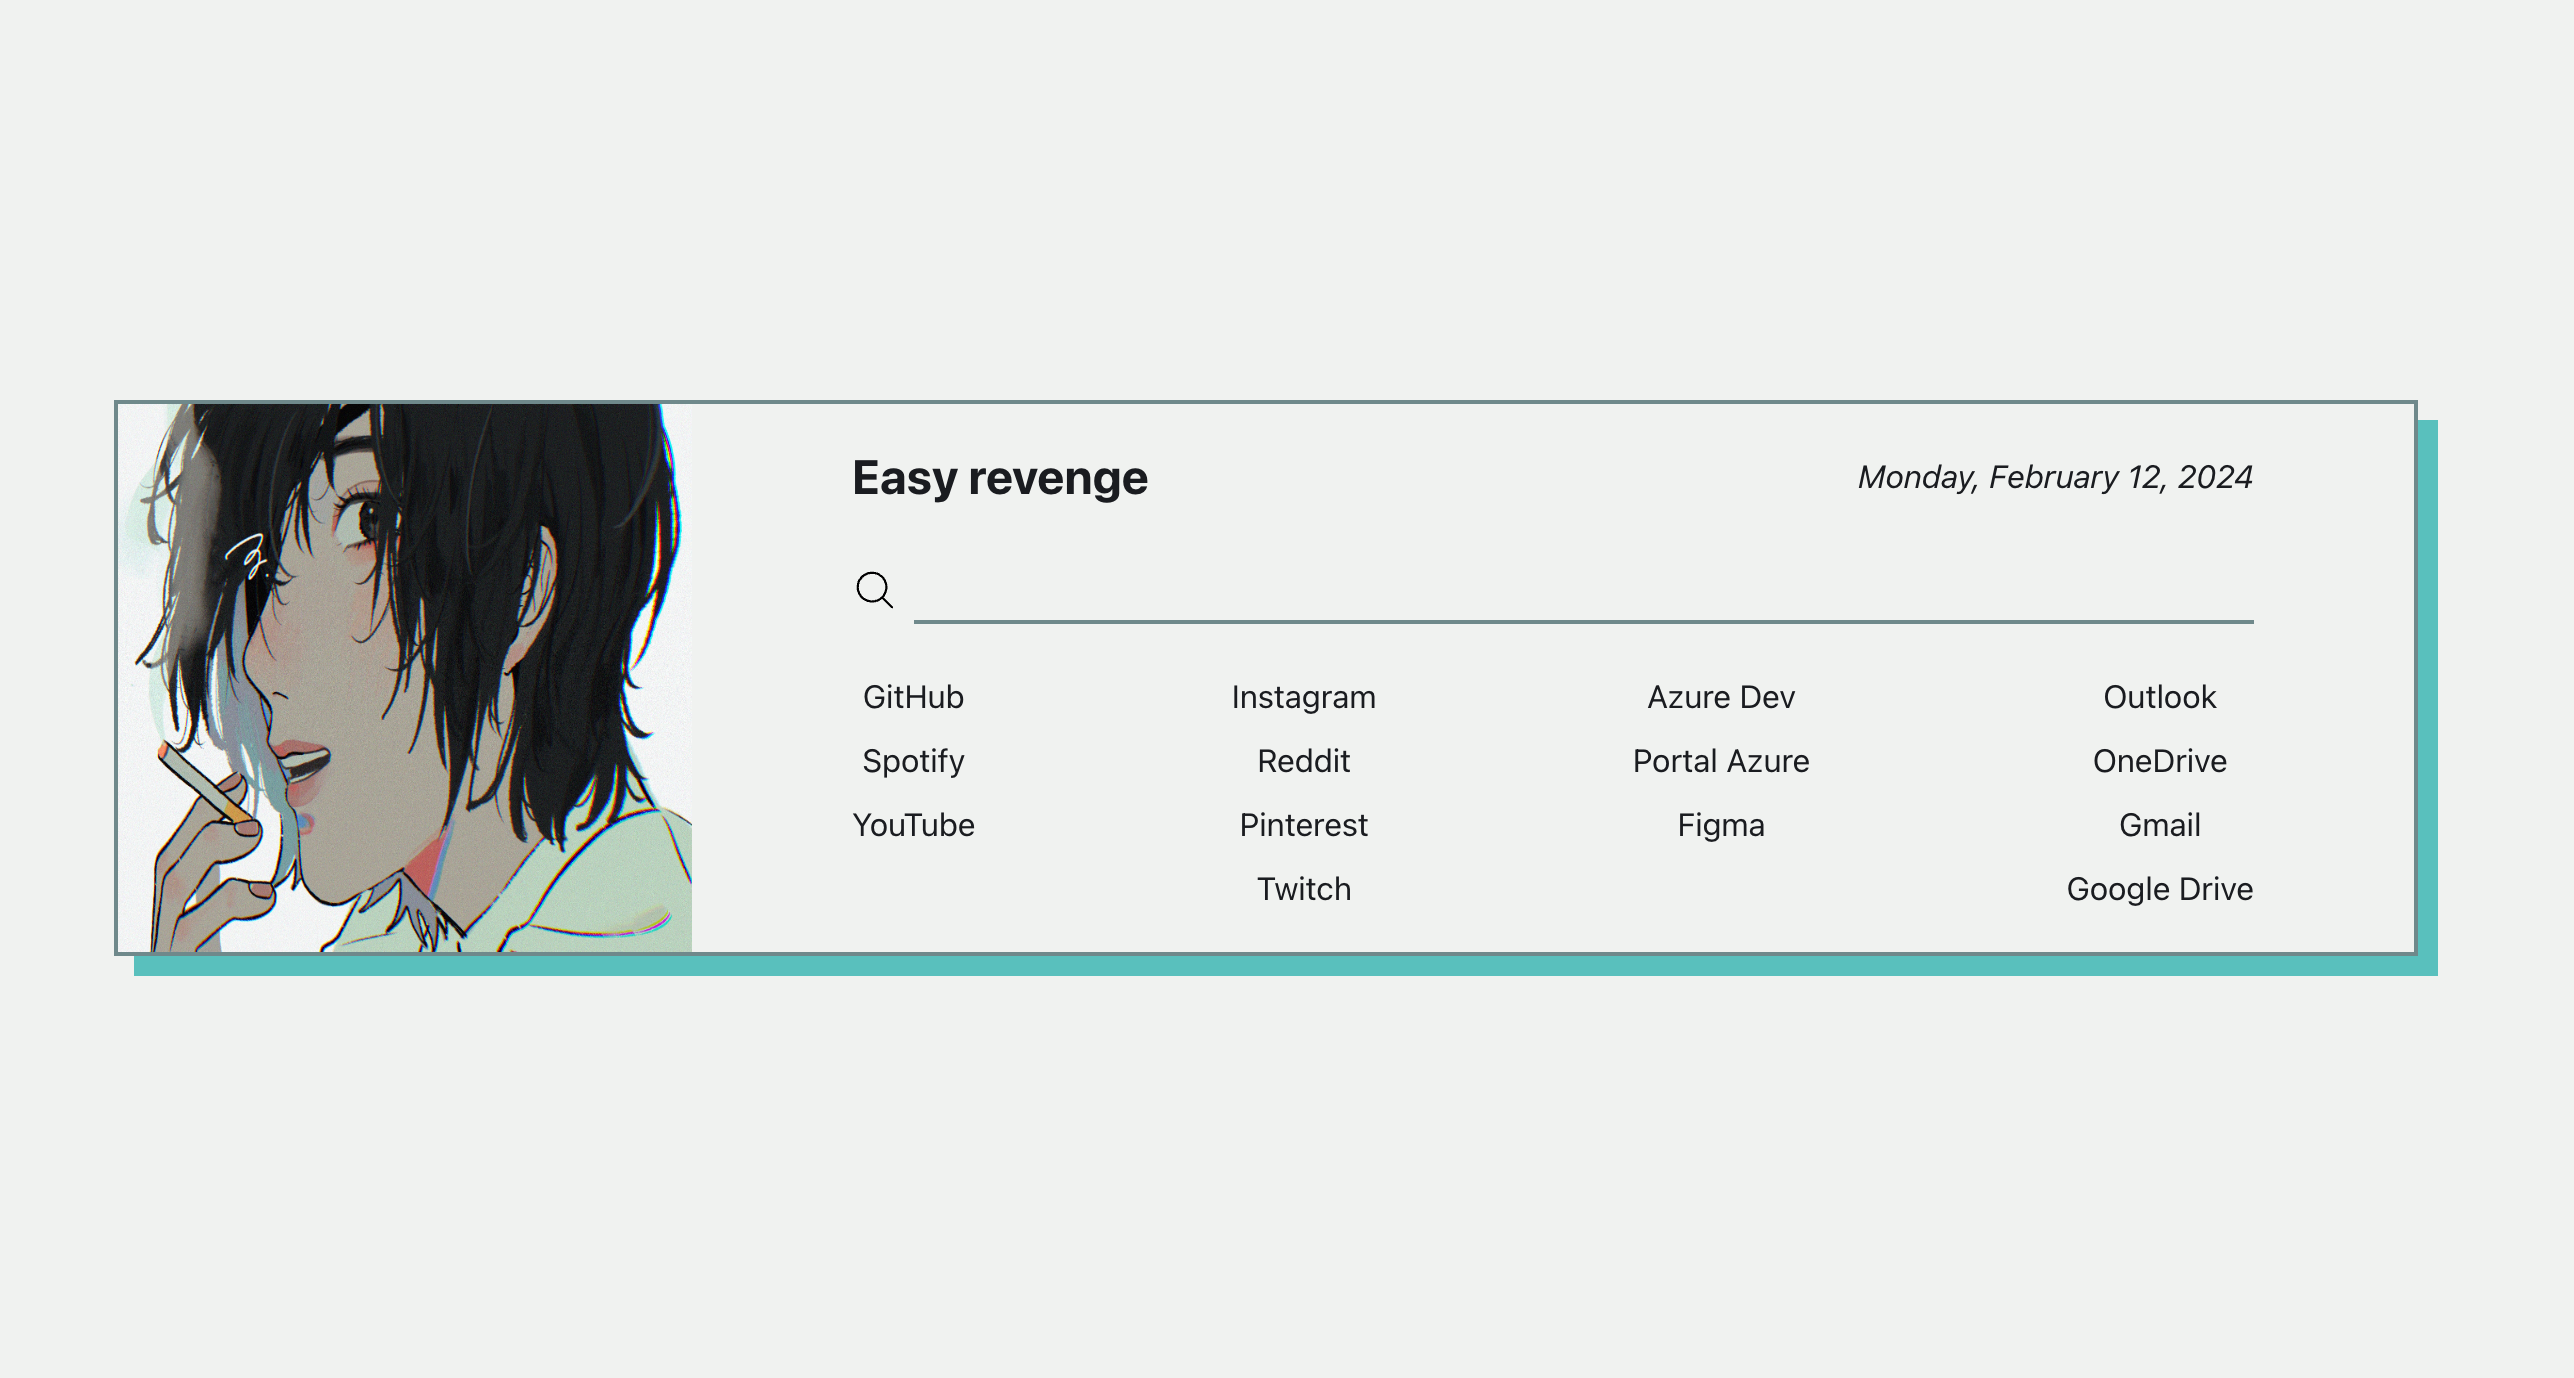 Easy revenge
Monday, February 12, 2024
GitHub Instagram Azure Dev Outlook
Spotify Reddit Portal Azure OneDrive
YouTube Pinterest Figma Gmail
Twitch Google Drive